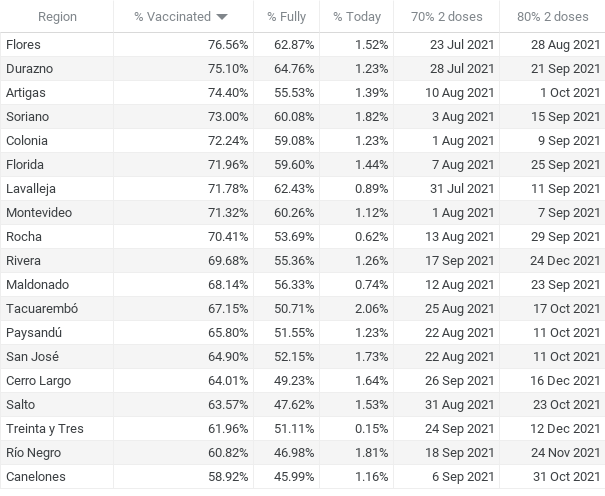 Region % Vaccinated % Fully % Today 70% 2 doses 80% 2 doses
Flores 76.56% 62.87% 1.52% 23 Jul 2021 28 Aug 2021
Durazno 75.10% 64.76% 1.23% 28 Jul 2021 21 Sep 2021
Artigas 74.40% 55.53% 1.39% 10 Aug 2021 1 Oct 2021
Soriano 73.00% 60.08% 1.82% 3 Aug 2021 15 Sep 2021
Colonia 72.24% 59.08% 1.23% 1 Aug 2021 9 Sep 2021
Florida 71.96% 59.60% 1.44% 7 Aug 2021 25 Sep 2021
Lavalleja 71.78% 62.43% 0.89% 31 Jul 2021 11 Sep 2021
Montevideo 71.32% 60.26% 1.12% 1 Aug 2021 7 Sep 2021
Rocha 70.41% 53.69% 0.62% 13 Aug 2021 29 Sep 2021
Rivera 69.68% 55.36% 1.26% 17 Sep 2021 24 Dec 2021
Maldonado 68.14% 56.33% 0.74% 12 Aug 2021 23 Sep 2021
Tacuarembó 67.15% 50.71% 2.06% 25 Aug 2021 17 Oct 2021
Paysandú 65.80% 51.55% 1.23% 22 Aug 2021 11 Oct 2021
San José 64.90% 52.15% 1.73% 22 Aug 2021 11 Oct 2021
Cerro Largo 64.01% 49.23% 1.64% 26 Sep 2021 16 Dec 2021
Salto 63.57% 47.62% 1.53% 31 Aug 2021 23 Oct 2021
Treinta y Tres 61.96% 51.11% 0.15% 24 Sep 2021 12 Dec 2021
Río Negro 60.82% 46.98% 1.81% 18 Sep 2021 24 Nov 2021
Canelones 58.92% 45.99% 1.16% 6 Sep 2021 31 Oct 2021